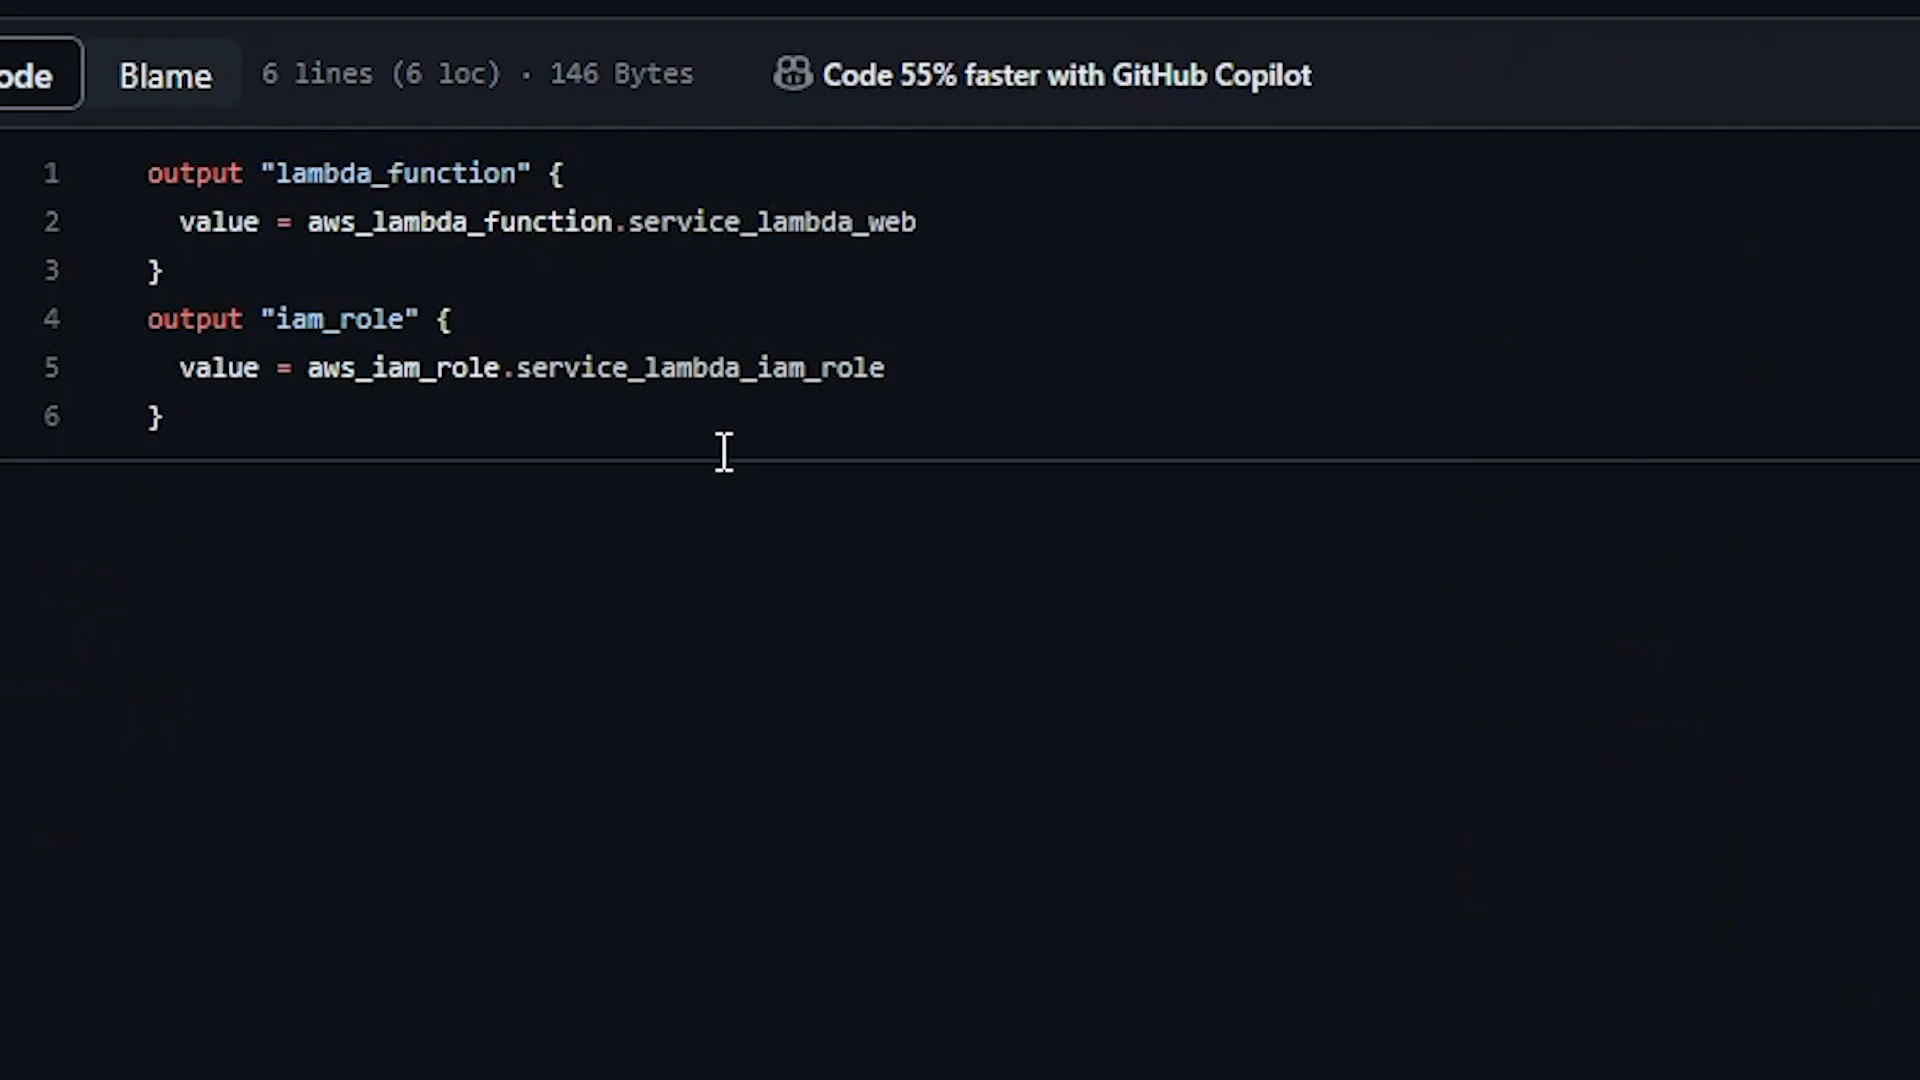 ode Blame 6 lines (6 loc) · 146 Bytes Code 55% faster with GitHub Copilot
1 output "lambda_function" {
2 value = aws_lambda_function.service_lambda_web
3 }
4 output "iam_role" {
5 value = aws_iam_role.service_lambda_iam_role
6 }